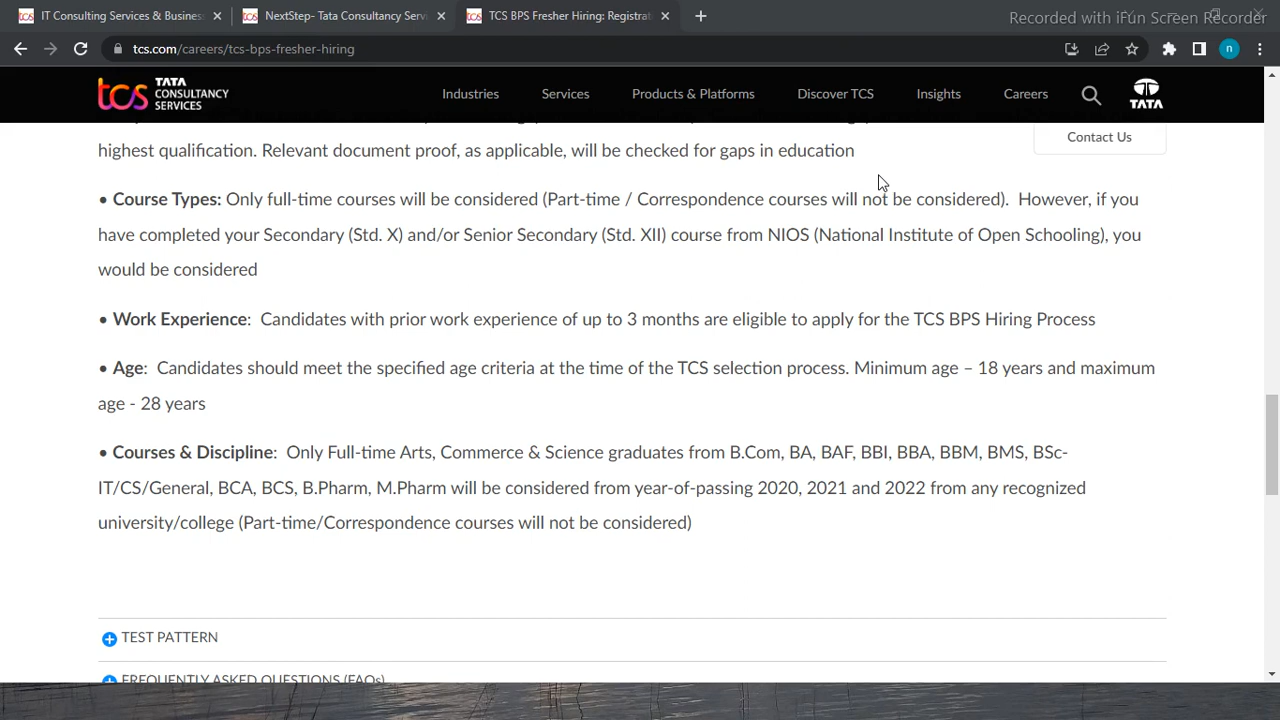 IT Consulting Services & Busines
NextStep- Tata Consultancy Servi
TCS BPS Fresher Hiring: Registrat
Recorded with iFun Screen Recorder
tcs.com/careers/tcs-bps-fresher-hiring
n
tcs TATA CONSULTANCY SERVICES
Industries Services Products & Platforms Discover TCS Insights Careers
TATA
Contact Us
highest qualification. Relevant document proof, as applicable, will be checked for gaps in education
• Course Types: Only full-time courses will be considered (Part-time / Correspondence courses will not be considered). However, if you
have completed your Secondary (Std. X) and/or Senior Secondary (Std. XII) course from NIOS (National Institute of Open Schooling), you
would be considered
• Work Experience: Candidates with prior work experience of up to 3 months are eligible to apply for the TCS BPS Hiring Process
• Age: Candidates should meet the specified age criteria at the time of the TCS selection process. Minimum age – 18 years and maximum
age - 28 years
• Courses & Discipline: Only Full-time Arts, Commerce & Science graduates from B.Com, BA, BAF, BBI, BBA, BBM, BMS, BSc-
IT/CS/General, BCA, BCS, B.Pharm, M.Pharm will be considered from year-of-passing 2020, 2021 and 2022 from any recognized
university/college (Part-time/Correspondence courses will not be considered)
TEST PATTERN
FREQUENTLY ASKED QUESTIONS (FAQs)